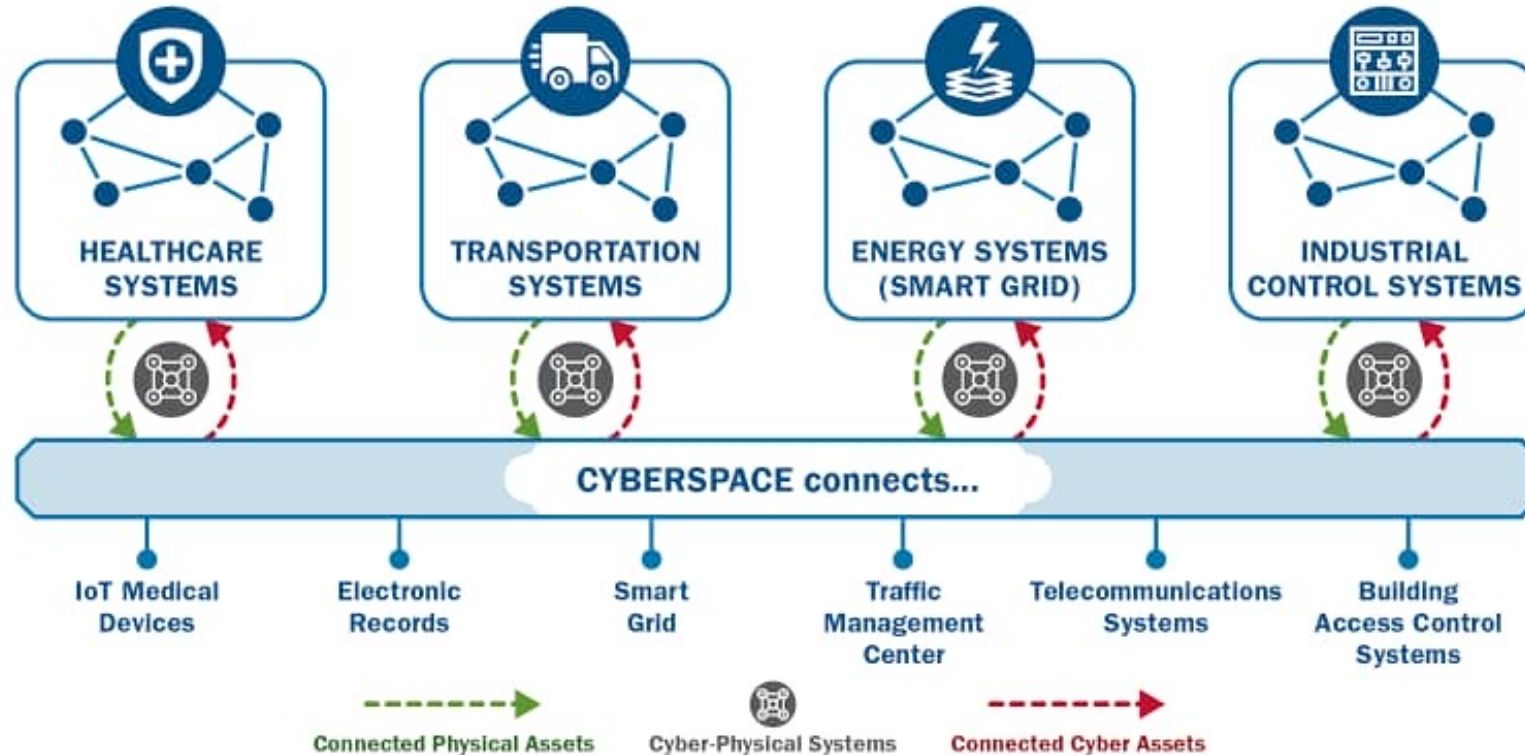 HEALTHCARE
SYSTEMS
TRANSPORTATION
SYSTEMS
ENERGY SYSTEMS
(SMART GRID)
INDUSTRIAL
CONTROL SYSTEMS
CYBERSPACE connects...
IoT Medical
Devices
Electronic
Records
Smart
Grid
Traffic
Management
Center
Telecommunications
Systems
Building
Access Control
Systems
Connected Physical Assets
Cyber-Physical Systems
Connected Cyber Assets